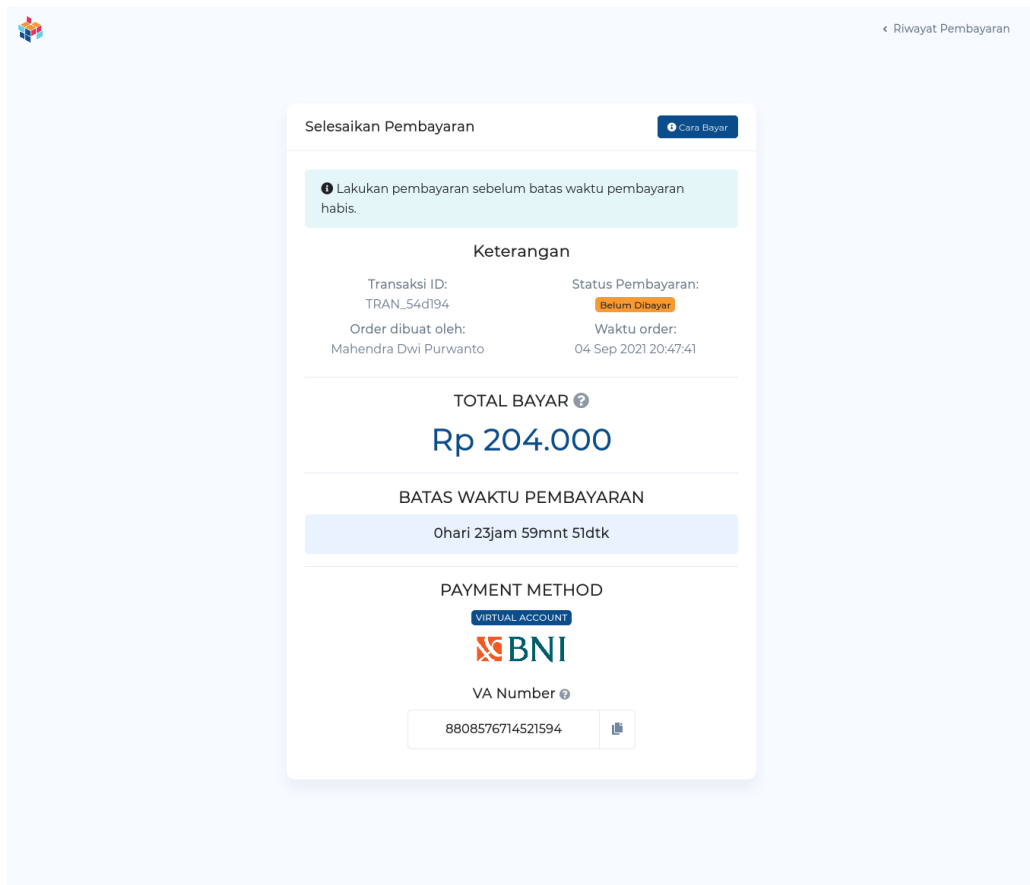 Riwayat Pembayaran
Selesaikan Pembayaran
Cara Bayar
Lakukan pembayaran sebelum batas waktu pembayaran
habis.
Keterangan
Transaksi ID:
TRAN_54d194
Status Pembayaran:
Belum Dibayar
Order dibuat oleh:
Mahendra Dwi Purwanto
Waktu order:
04 Sep 2021 20:47:41
TOTAL BAYAR
Rp 204.000
BATAS WAKTU PEMBAYARAN
0hari 23jam 59mnt 51dtk
PAYMENT METHOD
VIRTUAL ACCOUNT
BNI
VA Number
8808576714521594